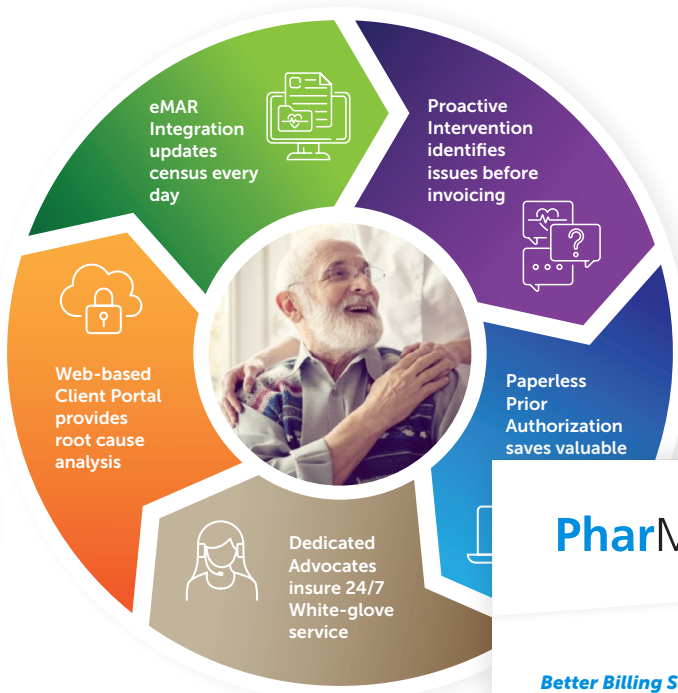 eMAR
Integration
updates
census every
day
Proactive
Intervention
identifies
issues before
invoicing
?
Paperless
Prior
Authorization
saves valuable
Dedicated
Advocates
insure 24/7
White-glove
service
Web-based
Client Portal
provides
root cause
analysis
PharM
Better Billing S